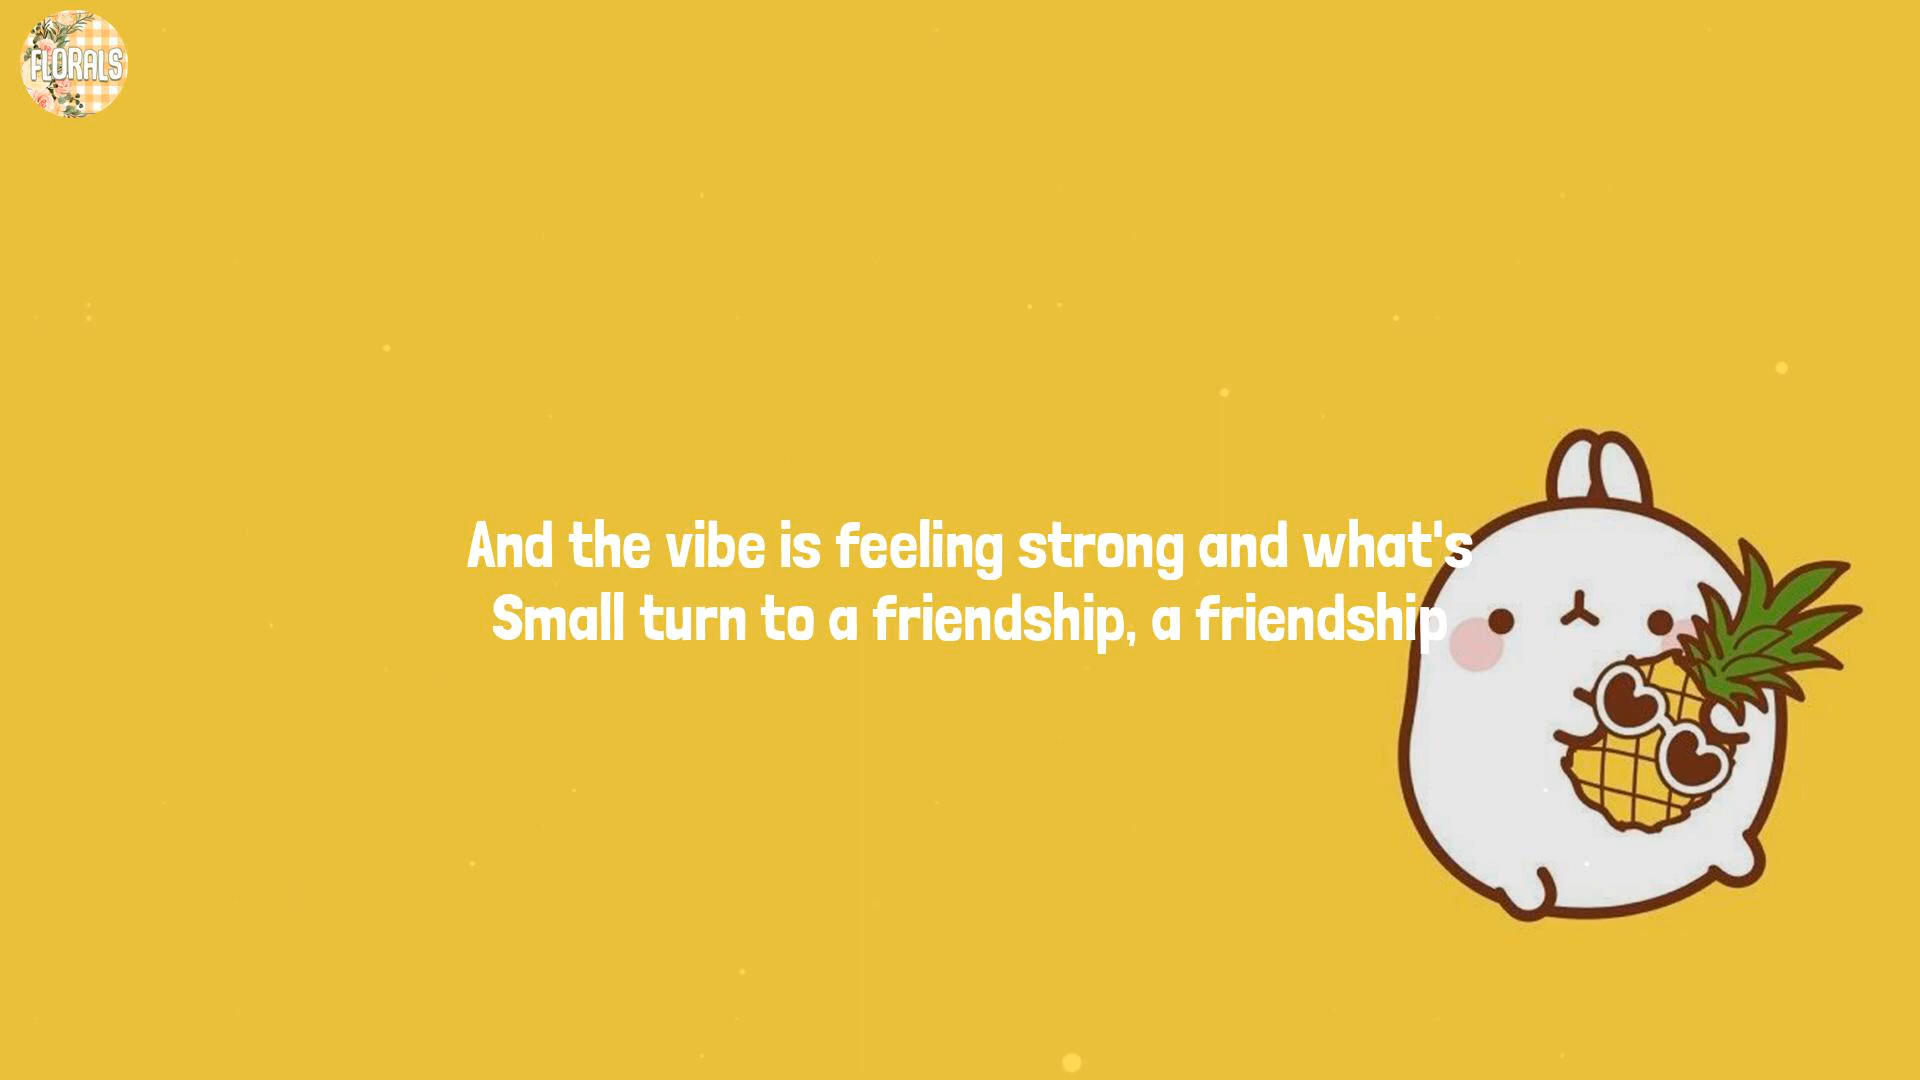 FLORALS
And the vibe is feeling strong and what's
Small turn to a friendship, a friendship